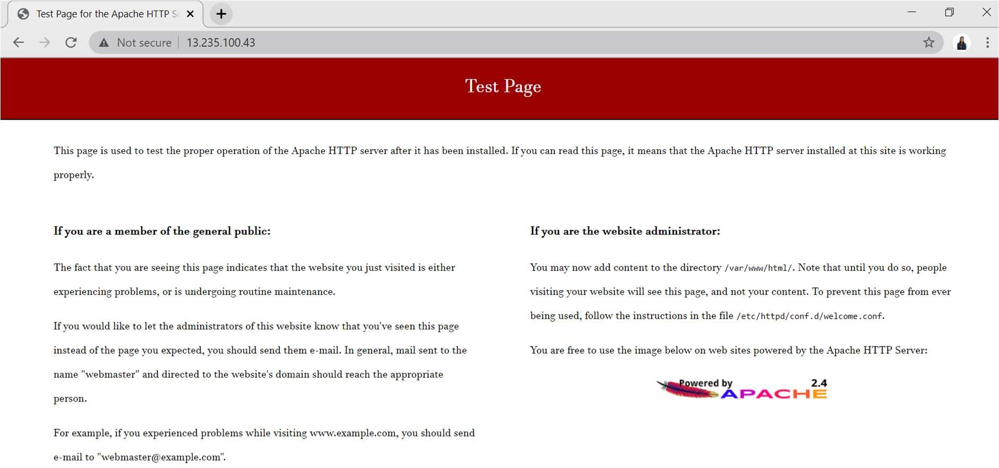 Test Page for the Apache HTTP Se
Not secure
13.235.100.43
Test Page
This page is used to test the proper operation of the Apache HTTP server after it has been installed. If you can read this page, it means that the Apache HTTP server installed at this site is working
properly.
If you are a member of the general public:
The fact that you are seeing this page indicates that the website you just visited is either
experiencing problems, or is undergoing routine maintenance.
If you would like to let the administrators of this website know that you've seen this page
instead of the page you expected, you should send them e-mail. In general, mail sent to the
name "webmaster" and directed to the website's domain should reach the appropriate
person.
For example, if you experienced problems while visiting www.example.com, you should send
e-mail to "webmaster@example.com".
If you are the website administrator:
You may now add content to the directory /var/www/html/. Note that until you do so, people
visiting your website will see this page, and not your content. To prevent this page from ever
being used, follow the instructions in the file /etc/httpd/conf.d/welcome.conf.
You are free to use the image below on web sites powered by the Apache HTTP Server:
Powered by 2.4
APACHE